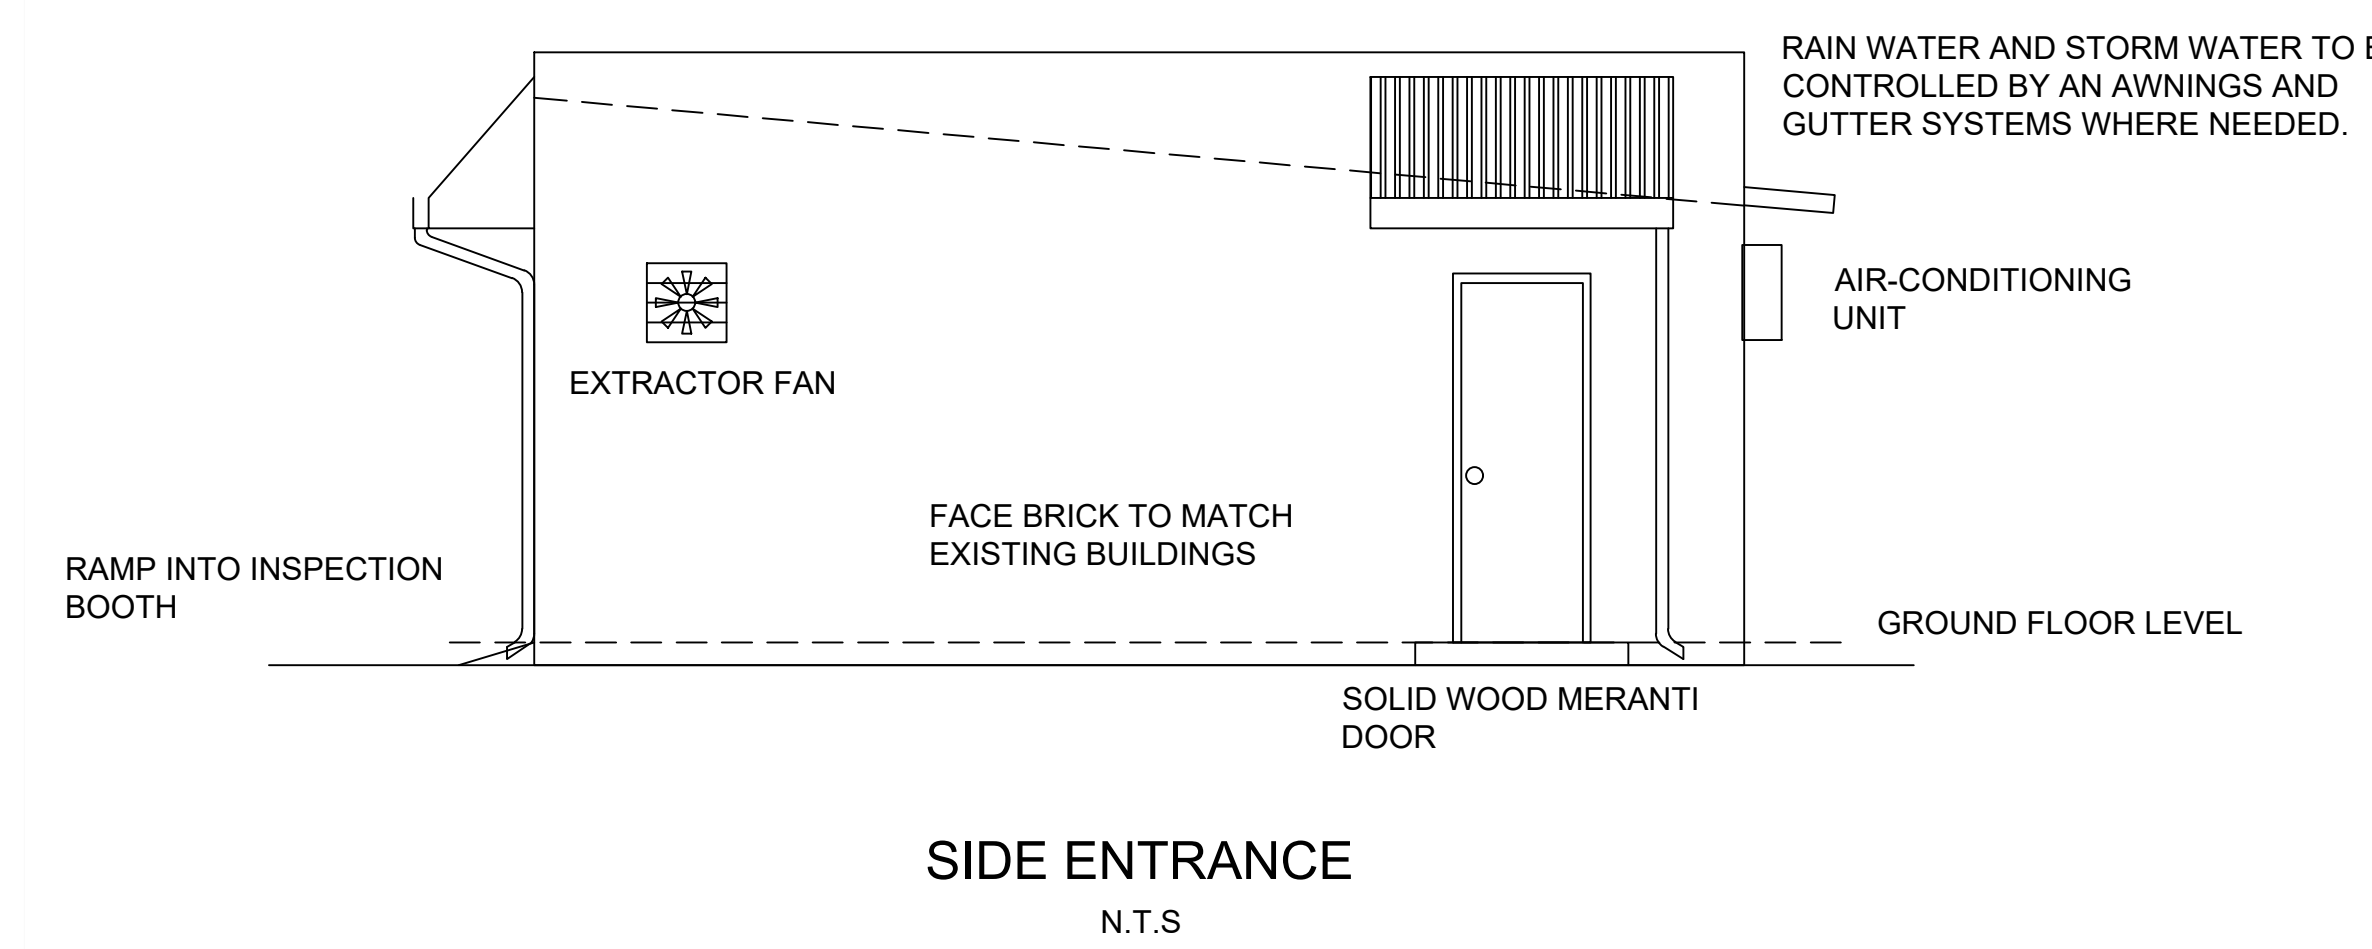 RAIN WATER AND STORM WATER TO
CONTROLLED BY AN AWNINGS AND
GUTTER SYSTEMS WHERE NEEDED.
AIR-CONDITIONING
UNIT
EXTRACTOR FAN
FACE BRICK TO MATCH
EXISTING BUILDINGS
RAMP INTO INSPECTION
BOOTH
GROUND FLOOR LEVEL
SOLID WOOD MERANTI
DOOR
SIDE ENTRANCE
N.T.S